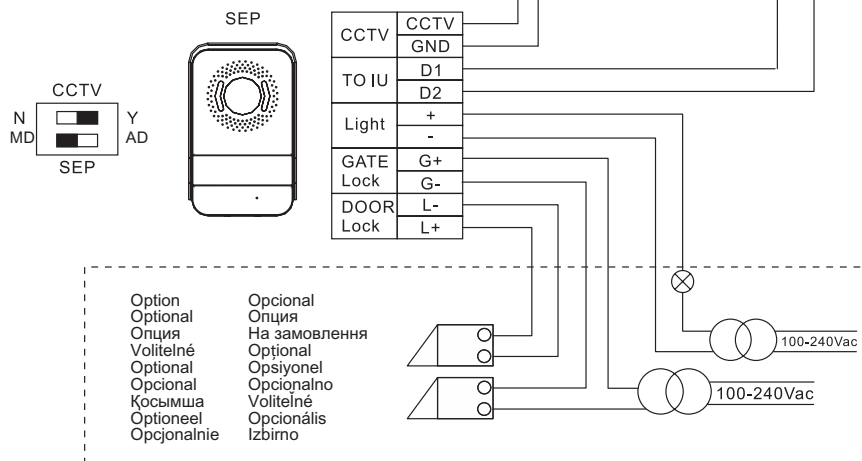 SEP
CCTV
N Y
MD AD
SEP
CCTV CCTV
GND
TO IU D1
D2
Light +
-
GATE Lock G+
G-
DOOR Lock L-
L+
Option Opcional
Optional Опция
Опция На замовлення
Volitelné Opțional
Optional Opsiyonel
Opcional Opcionalno
Қосымша Voliteľné
Optioneel Opcionális
Opcjonalnie Izbirno
100-240Vac
100-240Vac